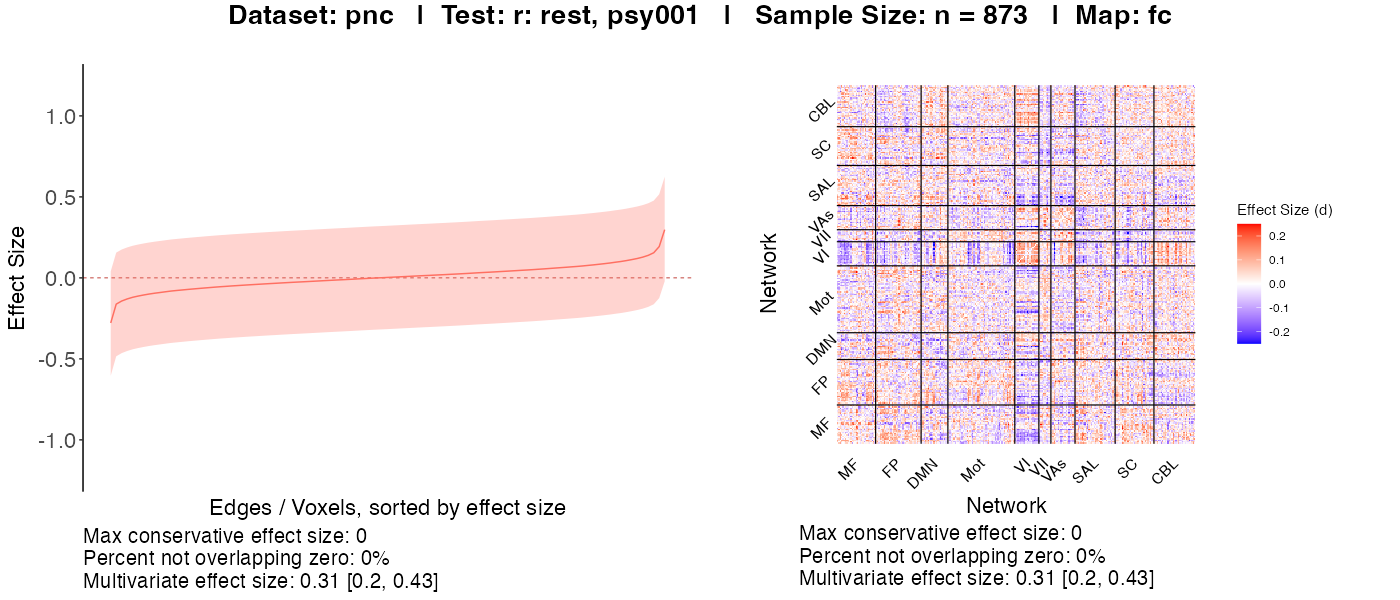 Dataset: pnc | Test: r: rest, psy001 | Sample Size: n = 873 | Map: fc
Effect Size
1.0
0.5
0.0
-0.5
-1.0
Edges / Voxels, sorted by effect size
Max conservative effect size: 0
Percent not overlapping zero: 0%
Multivariate effect size: 0.31 [0.2, 0.43]
Network
CBL
SC
SAL
VAs
VII
VI
Mot
DMN
FP
MF
MF
FP
DMN
Mot
VI
VII
VAs
SAL
SC
CBL
Network
Max conservative effect size: 0
Percent not overlapping zero: 0%
Multivariate effect size: 0.31 [0.2, 0.43]
Effect Size (d)
0.2
0.1
0.0
-0.1
-0.2